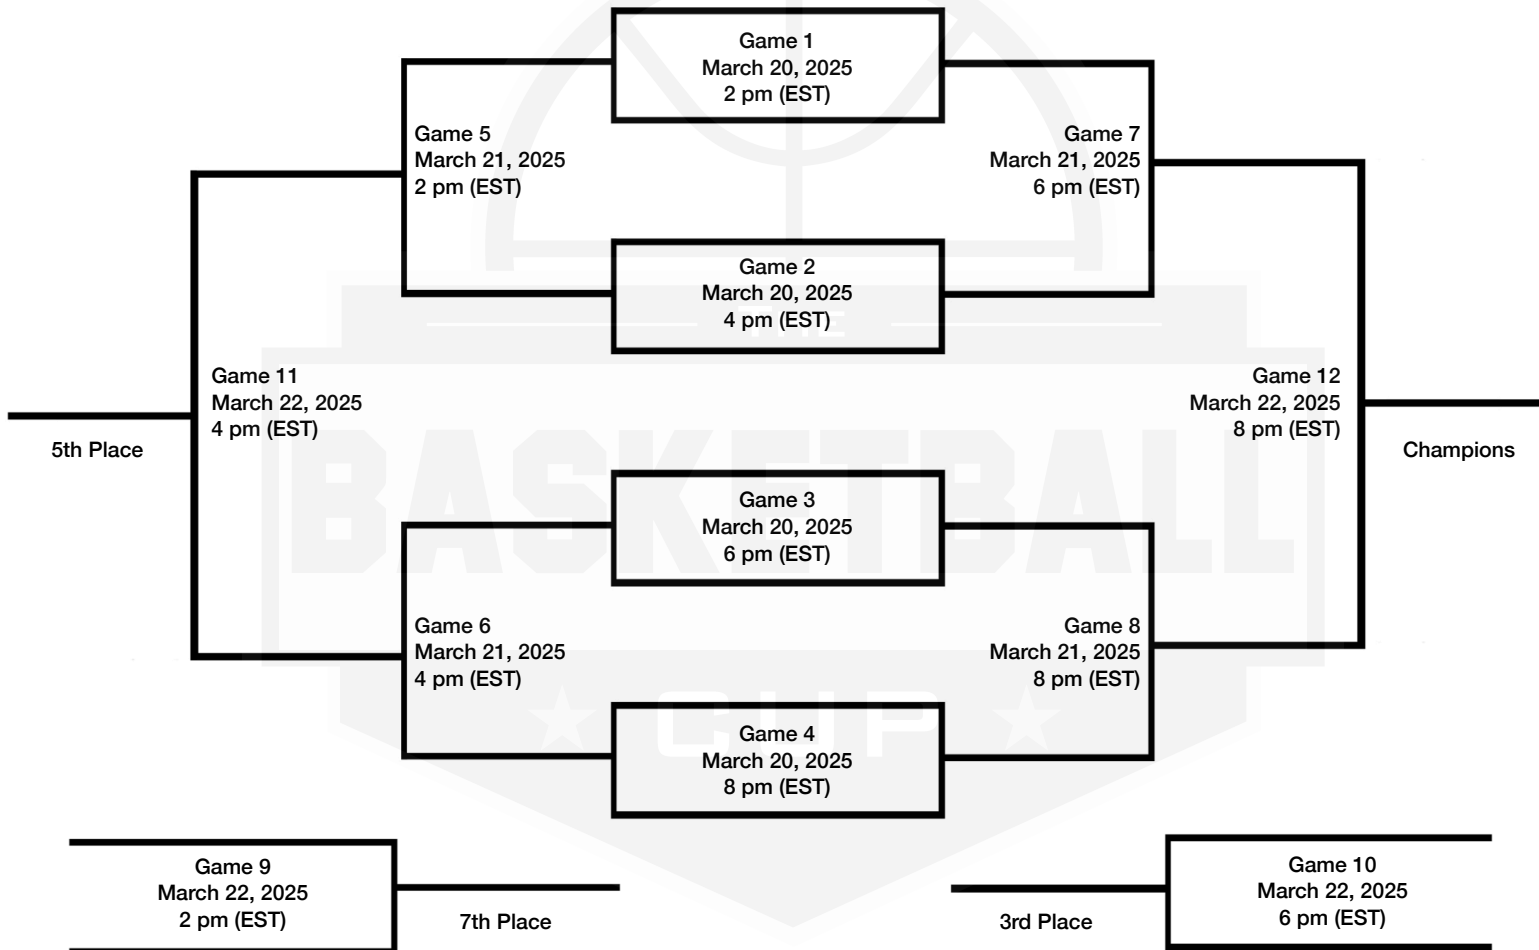 Game 1
March 20, 2025
2 pm (EST)
Game 5
March 21, 2025
2 pm (EST)
Game 7
March 21, 2025
6 pm (EST)
Game 2
March 20, 2025
4 pm (EST)
THE
Game 11
March 22, 2025
4 pm (EST)
5th Place
Game 12
March 22, 2025
8 pm (EST)
Champions
BASKETBALL
Game 3
March 20, 2025
6 pm (EST)
Game 6
March 21, 2025
4 pm (EST)
Game 8
March 21, 2025
8 pm (EST)
CUP
Game 4
March 20, 2025
8 pm (EST)
Game 9
March 22, 2025
2 pm (EST)
7th Place
3rd Place
Game 10
March 22, 2025
6 pm (EST)